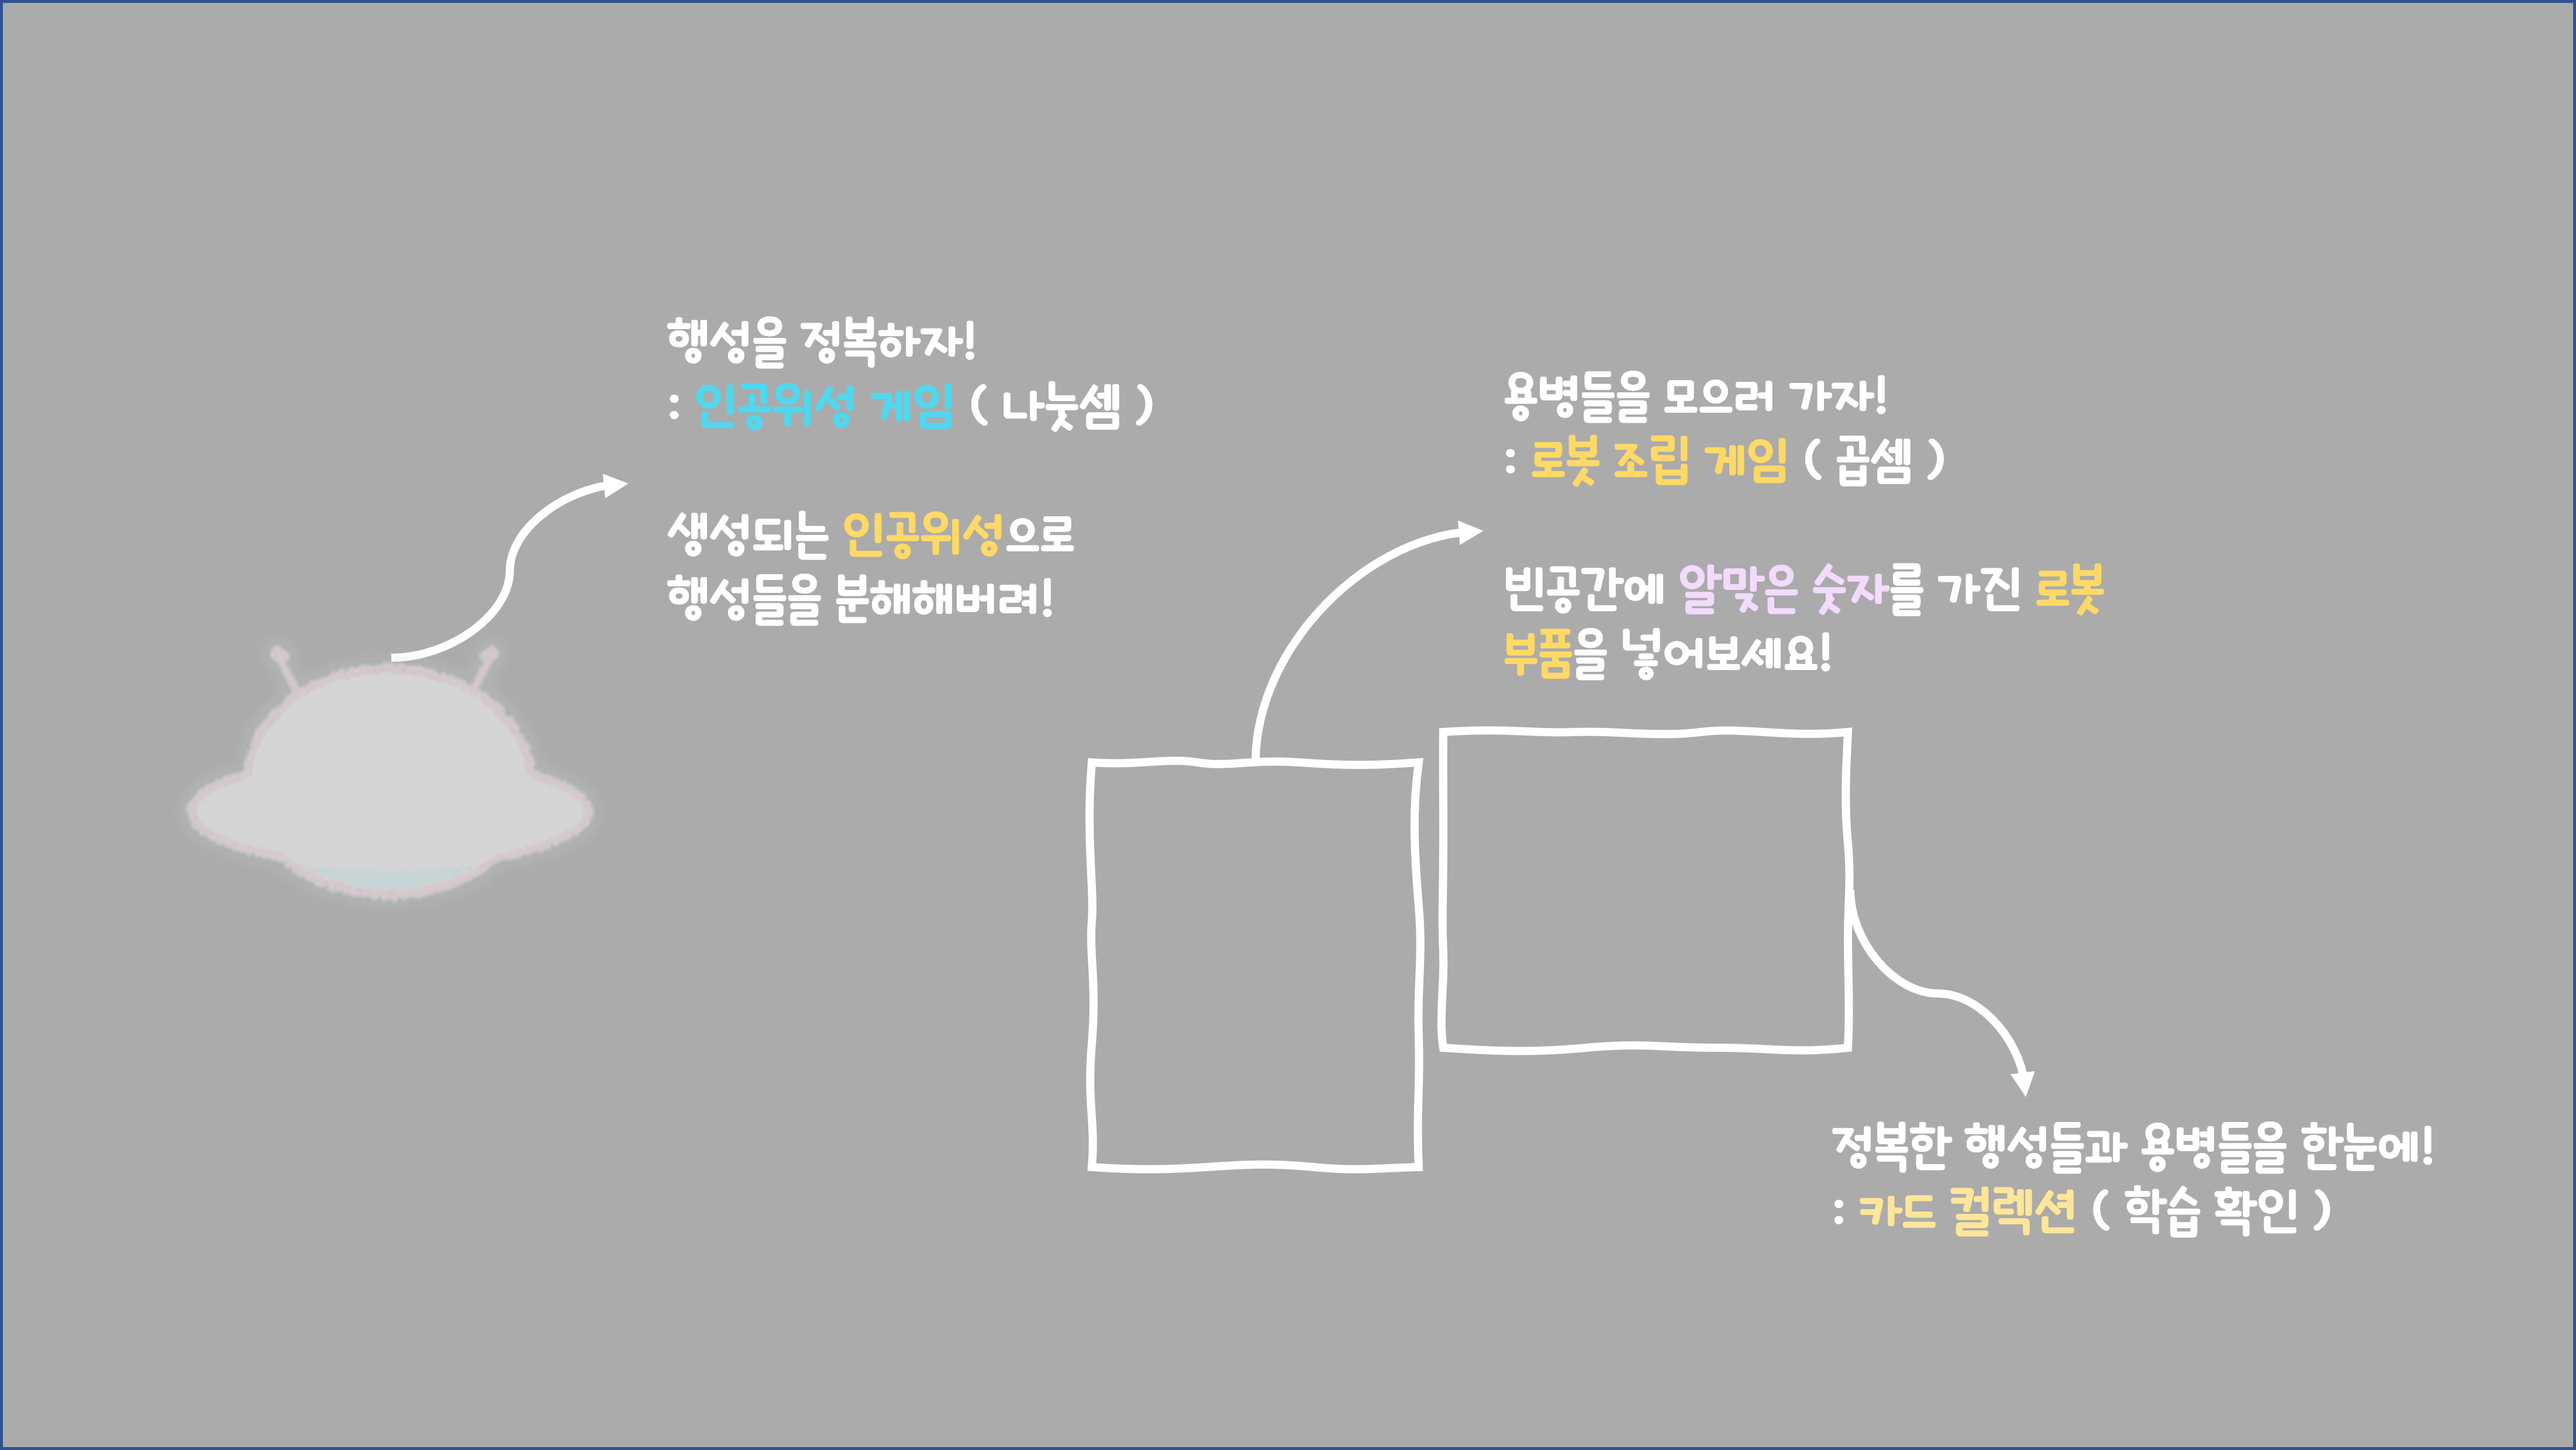 행성을 정복하자!
: 인공위성 게임 ( 나눗셈 )
생성되는 인공위성으로
행성들을 분해해버려!
용병들을 모으러 가자!
: 로봇 조립 게임 ( 곱셈 )
빈공간에 알맞은 숫자를 가진 로봇
부품을 넣어보세요!
정복한 행성들과 용병들을 한눈에!
: 카드 컬렉션 ( 학습 확인 )